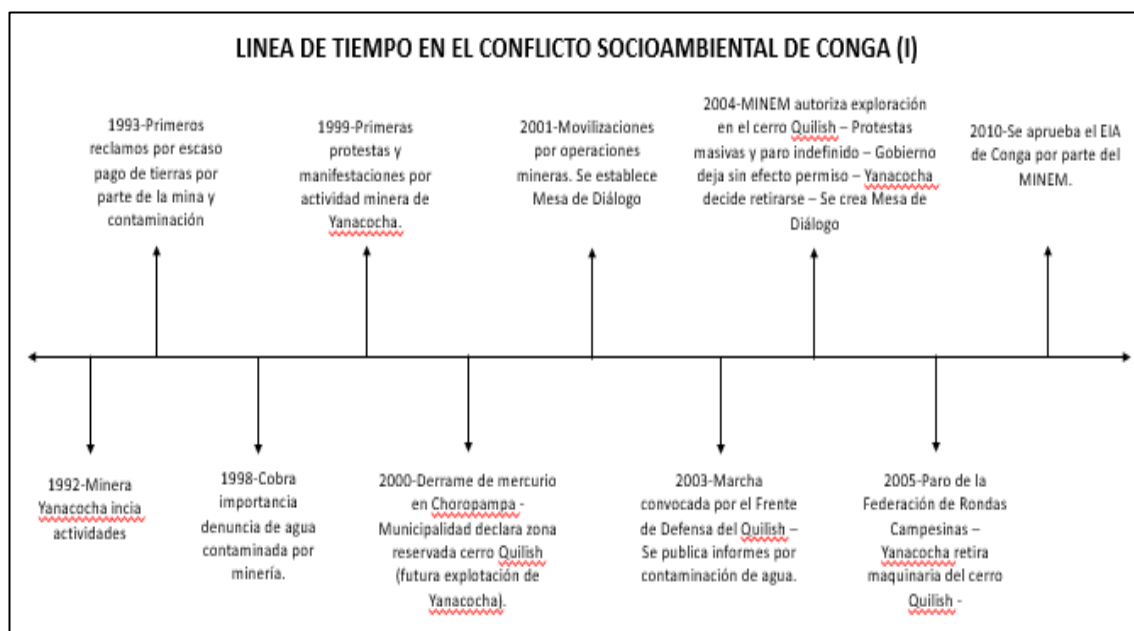 LINEA DE TIEMPO EN EL CONFLICTO SOCIOAMBIENTAL DE CONGA (I)
1993-Primeros
reclamos por escaso
pago de tierras por
parte de la mina y
contaminación
1999-Primeras
protestas y
manifestaciones por
actividad minera de
Yanacocha.
2001-Movilizaciones
por operaciones
mineras. Se establece
Mesa de Diálogo
2004-MINEM autoriza exploración
en el cerro Quilish – Protestas
masivas y paro indefinido – Gobierno
deja sin efecto permiso – Yanacocha
decide retirarse – Se crea Mesa de
Diálogo
2010-Se aprueba el EIA
de Conga por parte del
MINEM.
1992-Minera
Yanacocha incia
actividades
1998-Cobra
importancia
denuncia de agua
contaminada por
minería.
2000-Derrame de mercurio
en Choropampa -
Municipalidad declara zona
reservada cerro Quilish
(futura explotación de
Yanacocha).
2003-Marcha
convocada por el Frente
de Defensa del Quilish –
Se publica informes por
contaminación de agua.
2005-Paro de la
Federación de Rondas
Campesinas –
Yanacocha retira
maquinaria del cerro
Quilish -